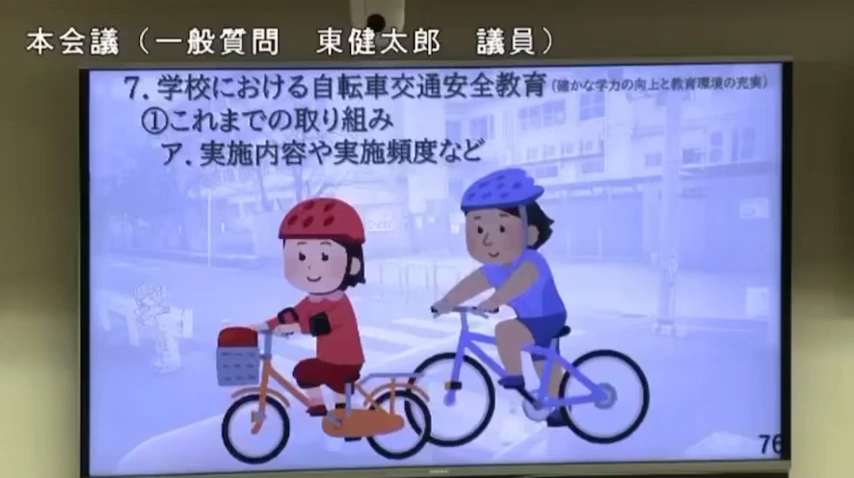 本会議（一般質問　東健太郎　議員）
7．学校における自転車交通安全教育（確かな学力の向上と教育環境の充実）
①これまでの取り組み
ア．実施内容や実施頻度など
76